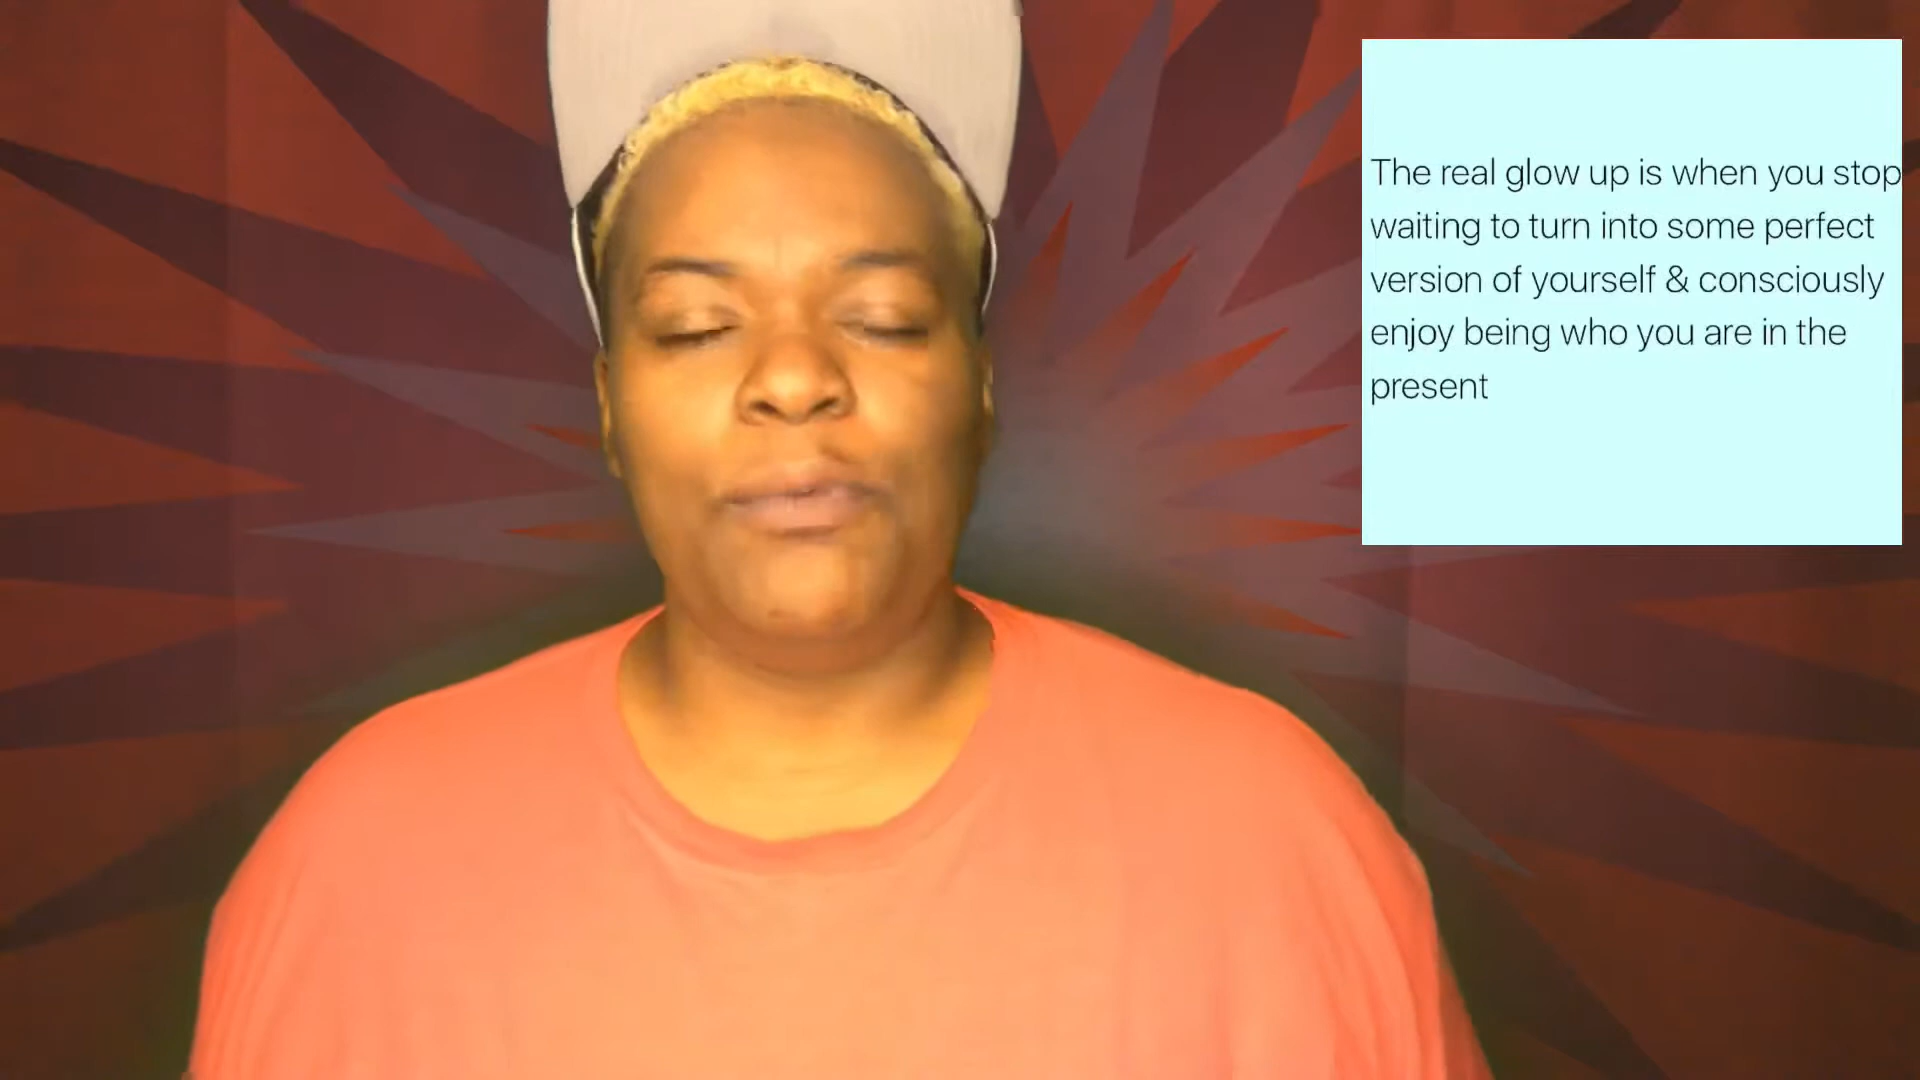 The real glow up is when you stop
waiting to turn into some perfect
version of yourself & consciously
enjoy being who you are in the
present